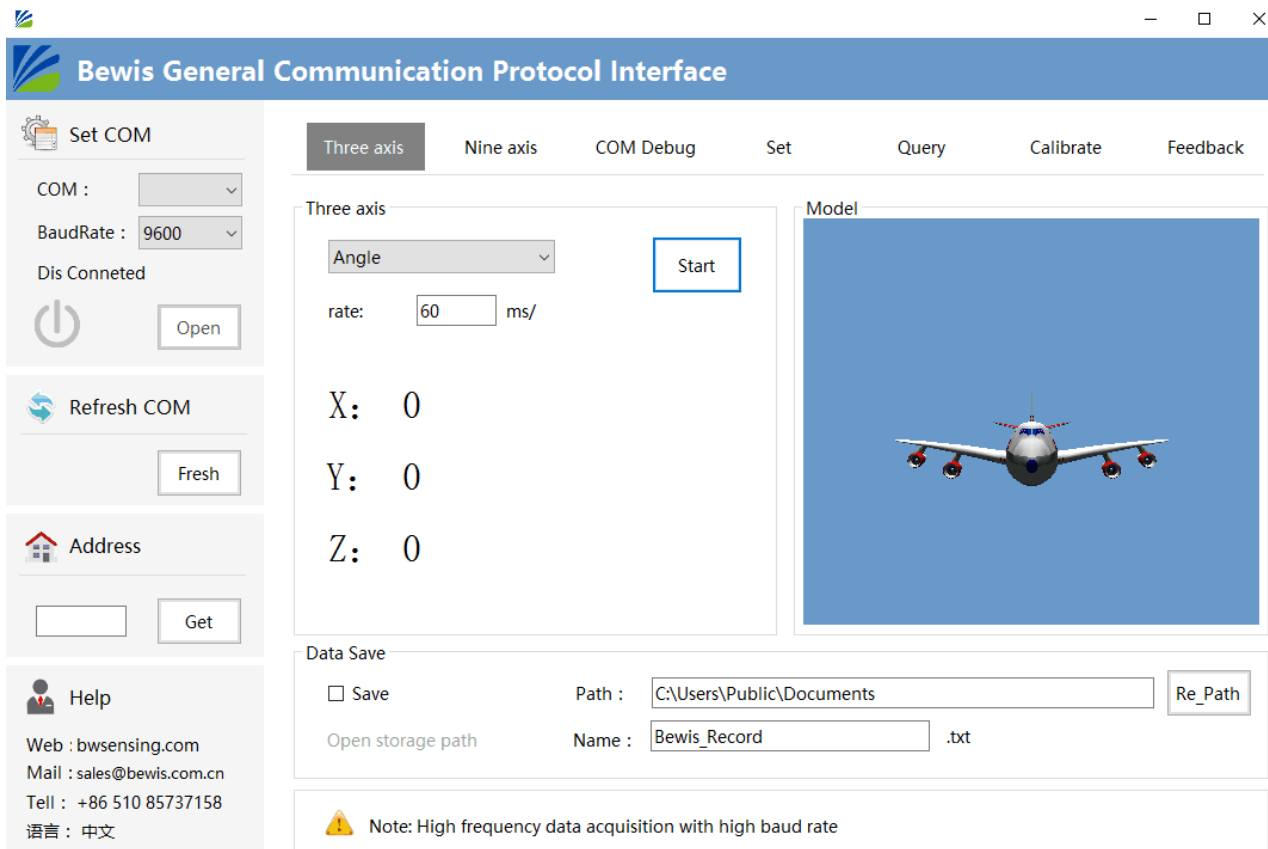 Bewis General Communication Protocol Interface
Set COM
COM :
BaudRate : 9600
Dis Conneted
Open
Refresh COM
Fresh
Address
Get
Help
Web : bwsensing.com
Mail : sales@bewis.com.cn
Tell : +86 510 85737158
语言： 中文
Three axis Nine axis COM Debug Set Query Calibrate Feedback
Three axis
Angle
Start
rate: 60 ms/
X: 0
Y: 0
Z: 0
Model
Data Save
Save Path : C:\Users\Public\Documents Re_Path
Open storage path Name : Bewis_Record .txt
Note: High frequency data acquisition with high baud rate